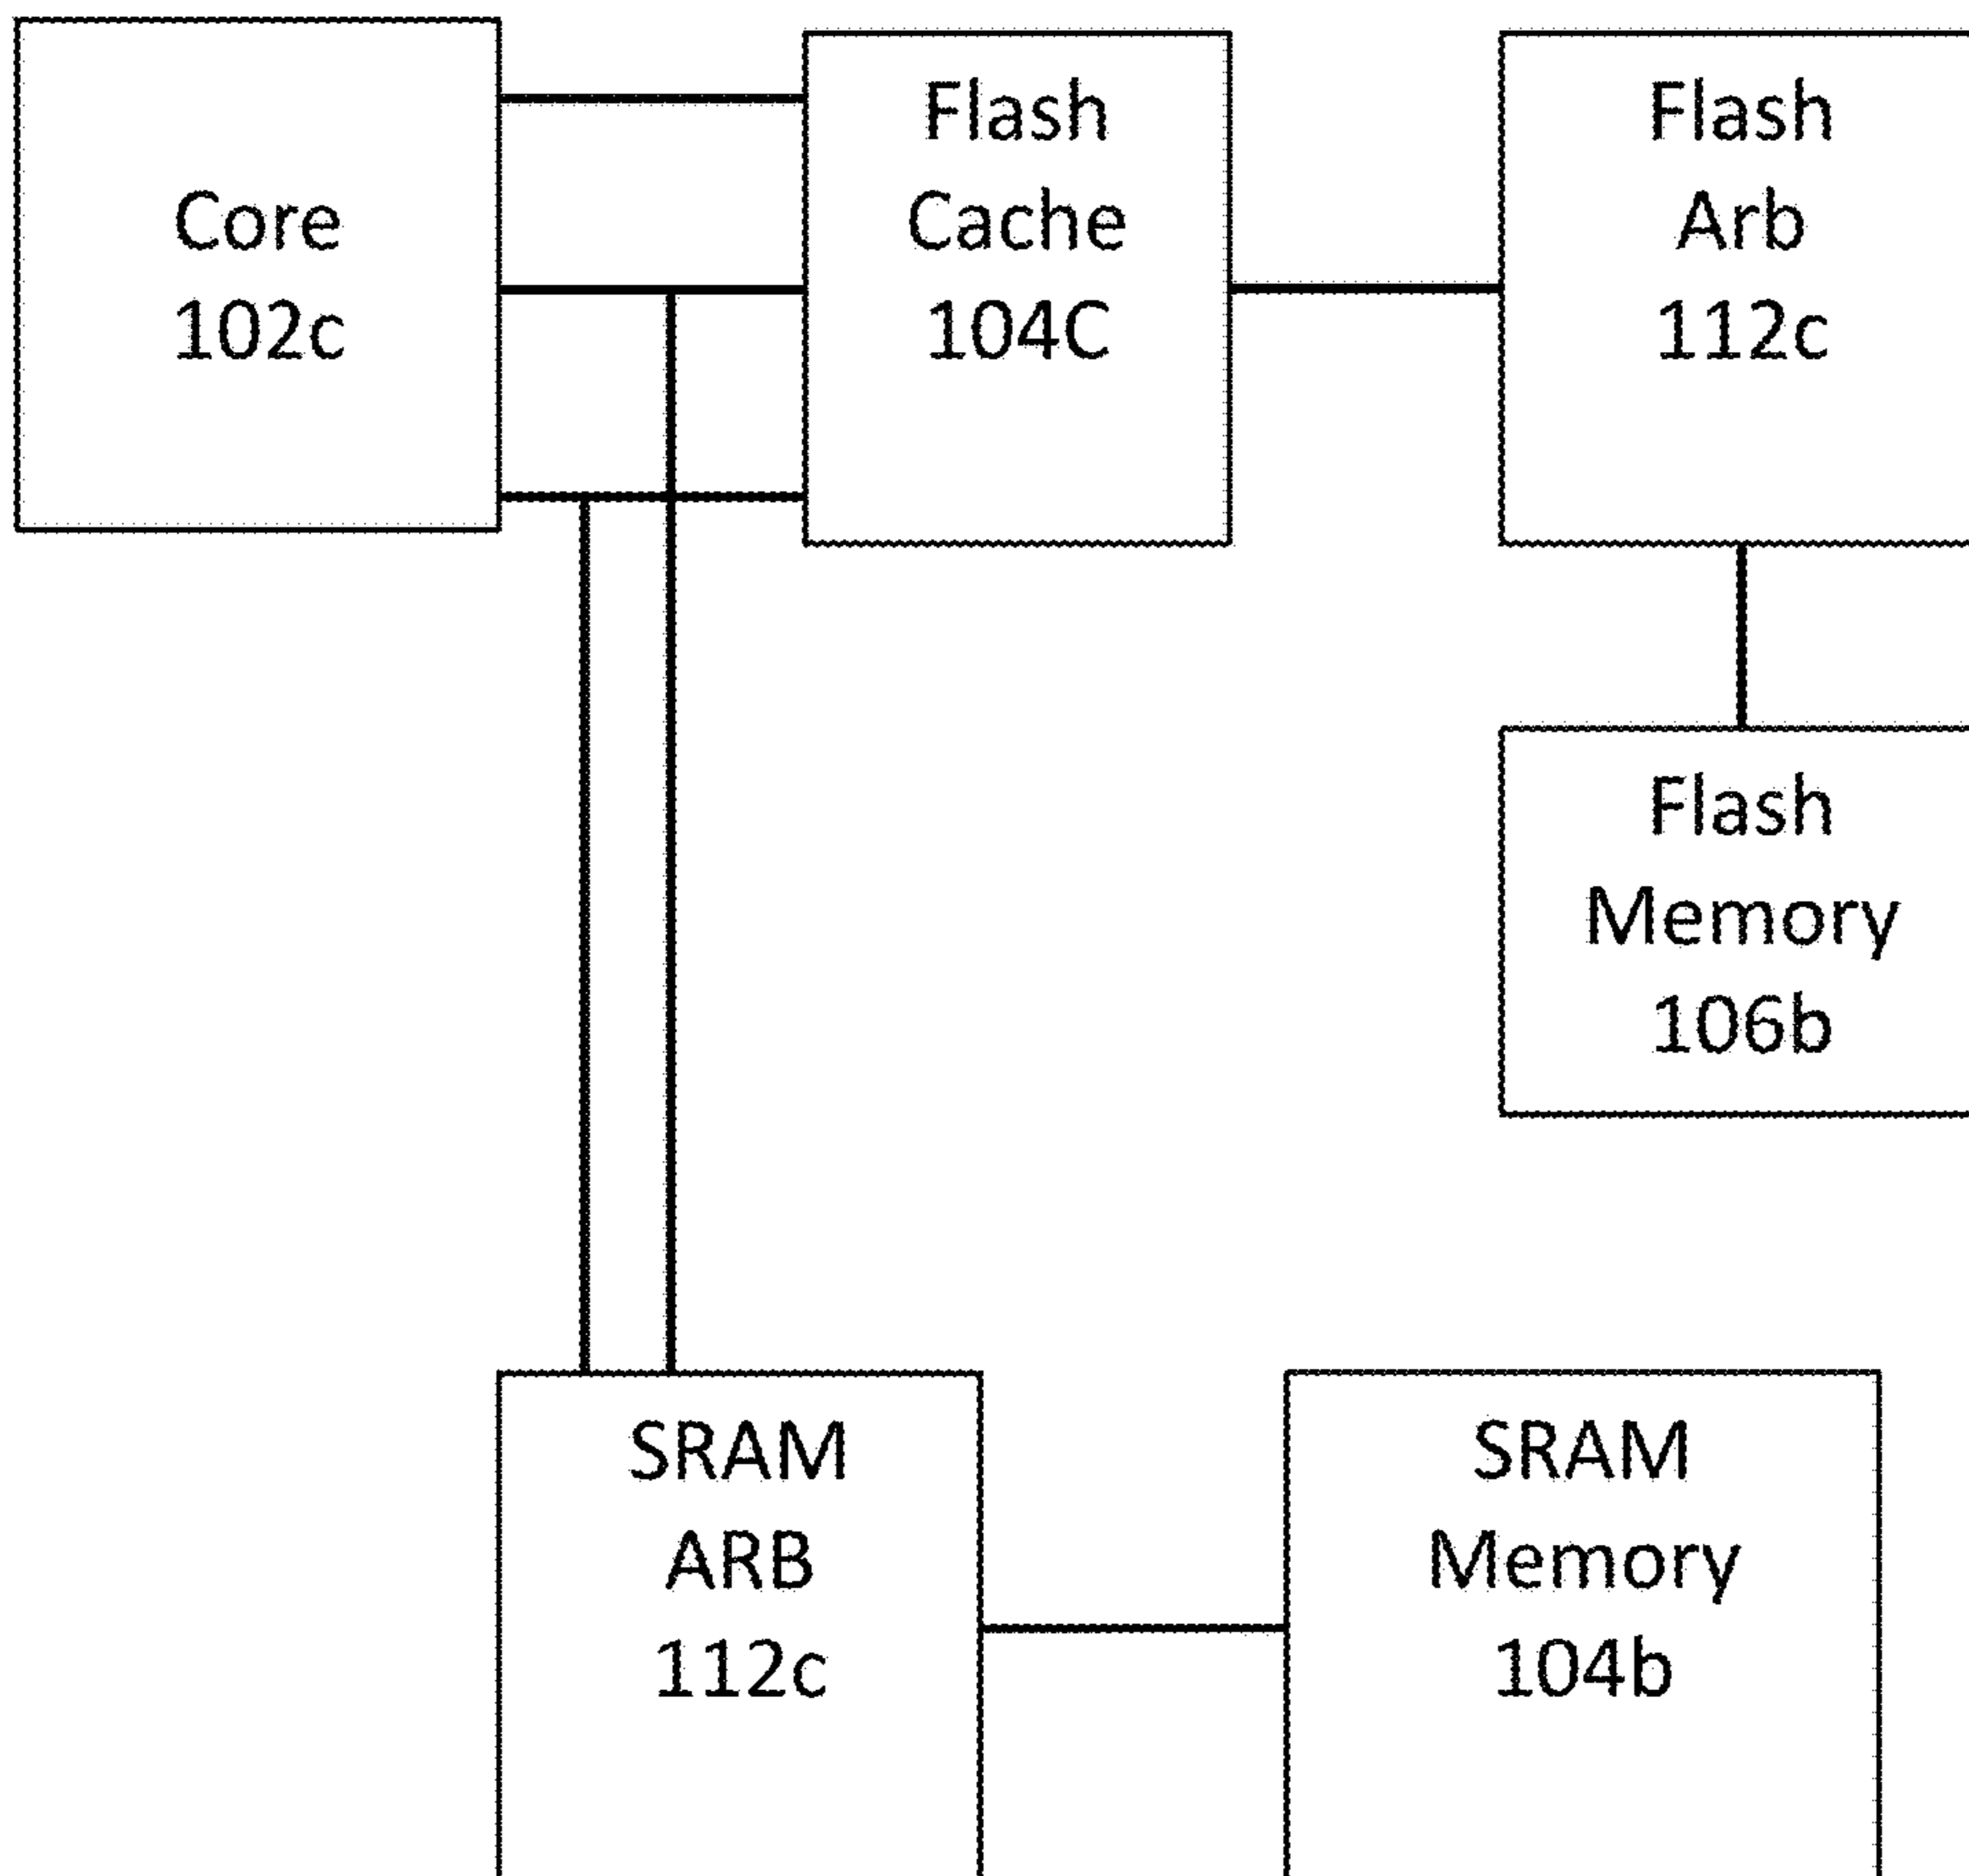 Core
102c
Flash
Cache
104C
Flash
Arb
112c
Flash
Memory
106b
SRAM
ARB
112c
SRAM
Memory
104b